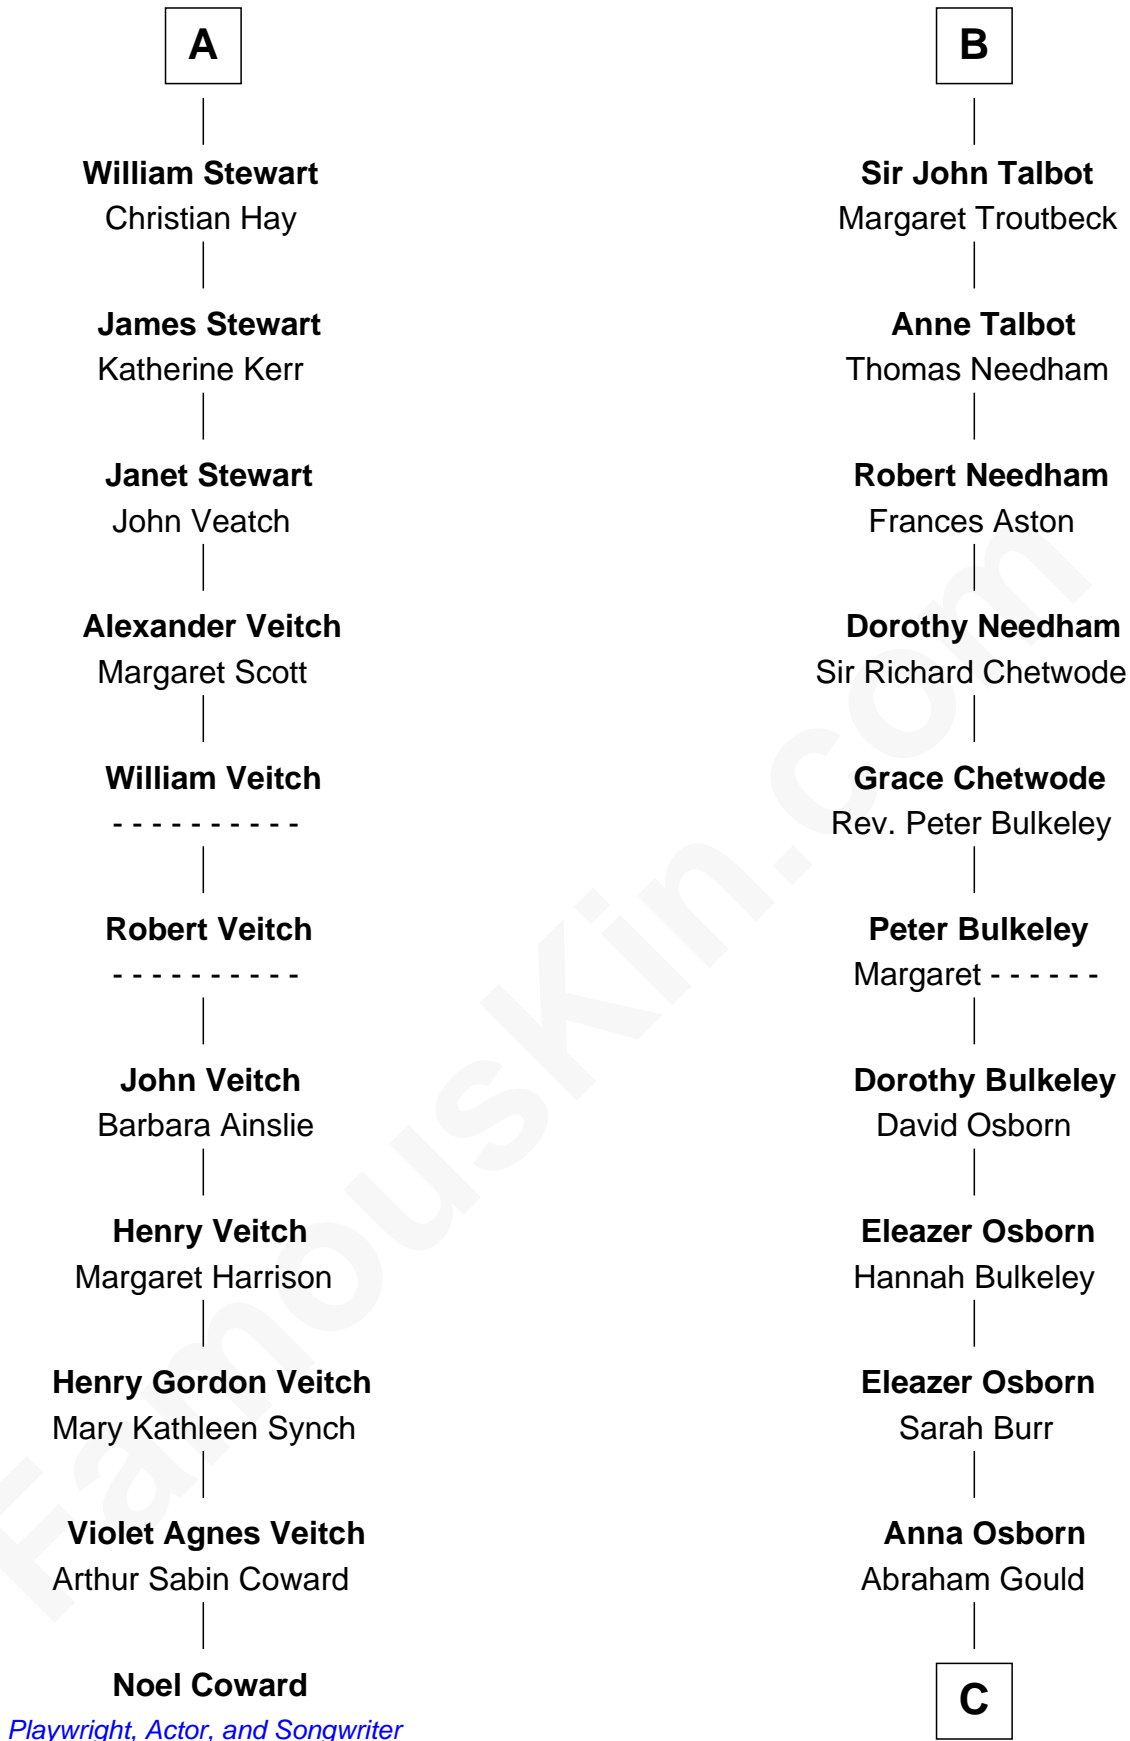 A
William Stewart
Christian Hay
James Stewart
Katherine Kerr
Janet Stewart
John Veatch
Alexander Veitch
Margaret Scott
William Veitch
- - - - - - - - - -
Robert Veitch
- - - - - - - - - -
John Veitch
Barbara Ainslie
Henry Veitch
Margaret Harrison
Henry Gordon Veitch
Mary Kathleen Synch
Violet Agnes Veitch
Arthur Sabin Coward
Noel Coward
Playwright, Actor, and Songwriter
B
Sir John Talbot
Margaret Troutbeck
Anne Talbot
Thomas Needham
Robert Needham
Frances Aston
Dorothy Needham
Sir Richard Chetwode
Grace Chetwode
Rev. Peter Bulkeley
Peter Bulkeley
Margaret - - - - - -
Dorothy Bulkeley
David Osborn
Eleazer Osborn
Hannah Bulkeley
Eleazer Osborn
Sarah Burr
Anna Osborn
Abraham Gould
C
FamousKin.com